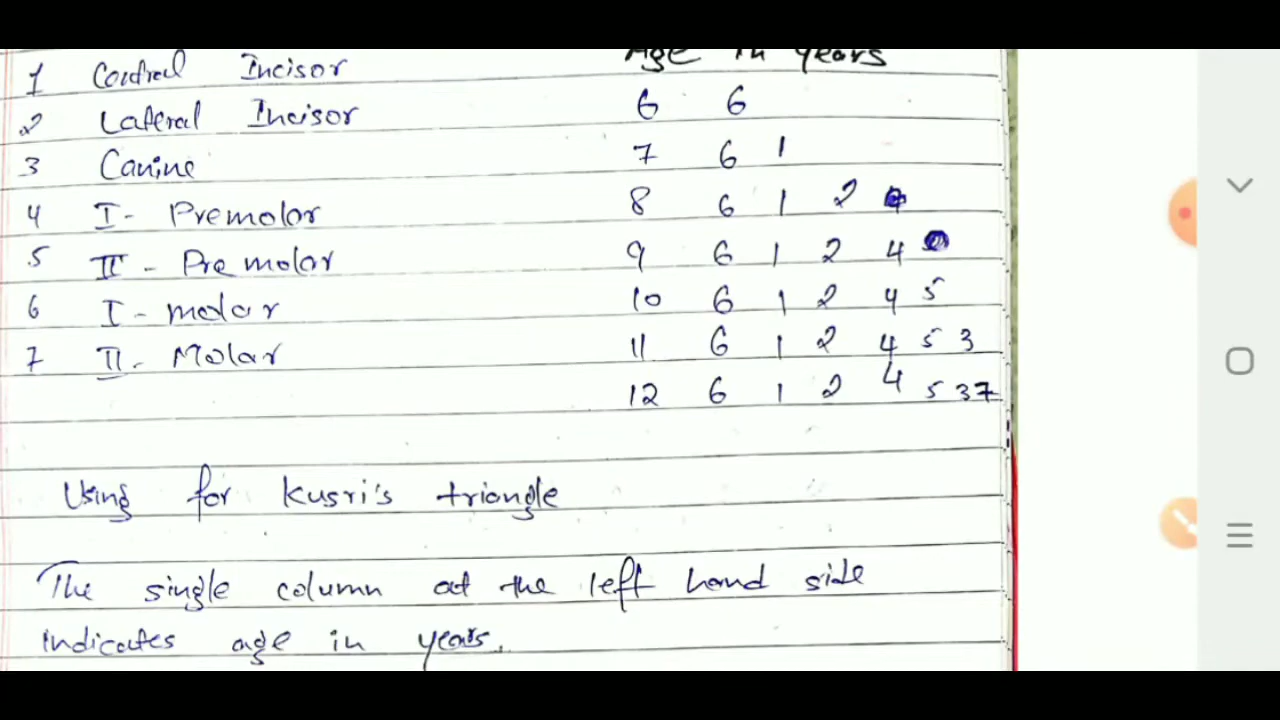 Age in years
1 Central Incisor
2 Lateral Incisor 6 6
3 Canine 7 6 1
4 I - Premolar 8 6 1 2
5 II - Premolar 9 6 1 2 4
6 I - molar 10 6 1 2 4 5
7 II - Molar 11 6 1 2 4 5 3
12 6 1 2 4 5 3 7
Using for Kusri's triangle
The single column at the left hand side
indicates age in years.